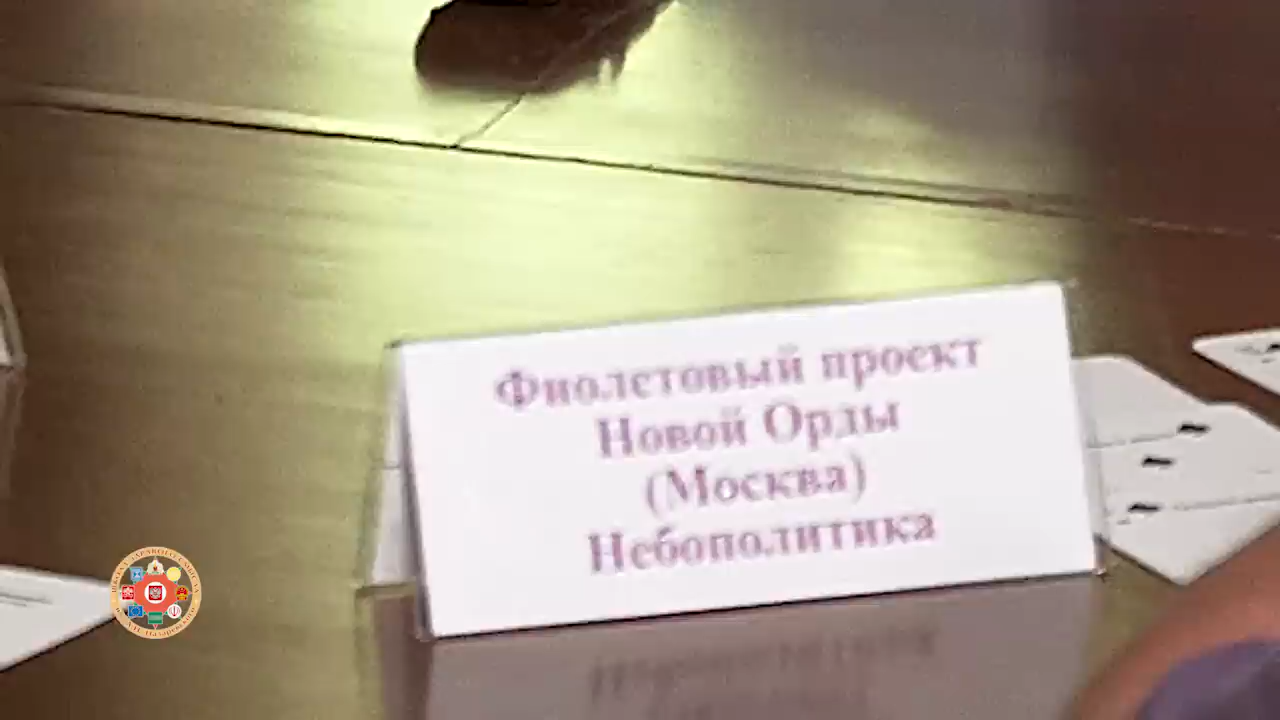 Фиолетовый проект
Новой Орды
(Москва)
Небополитика